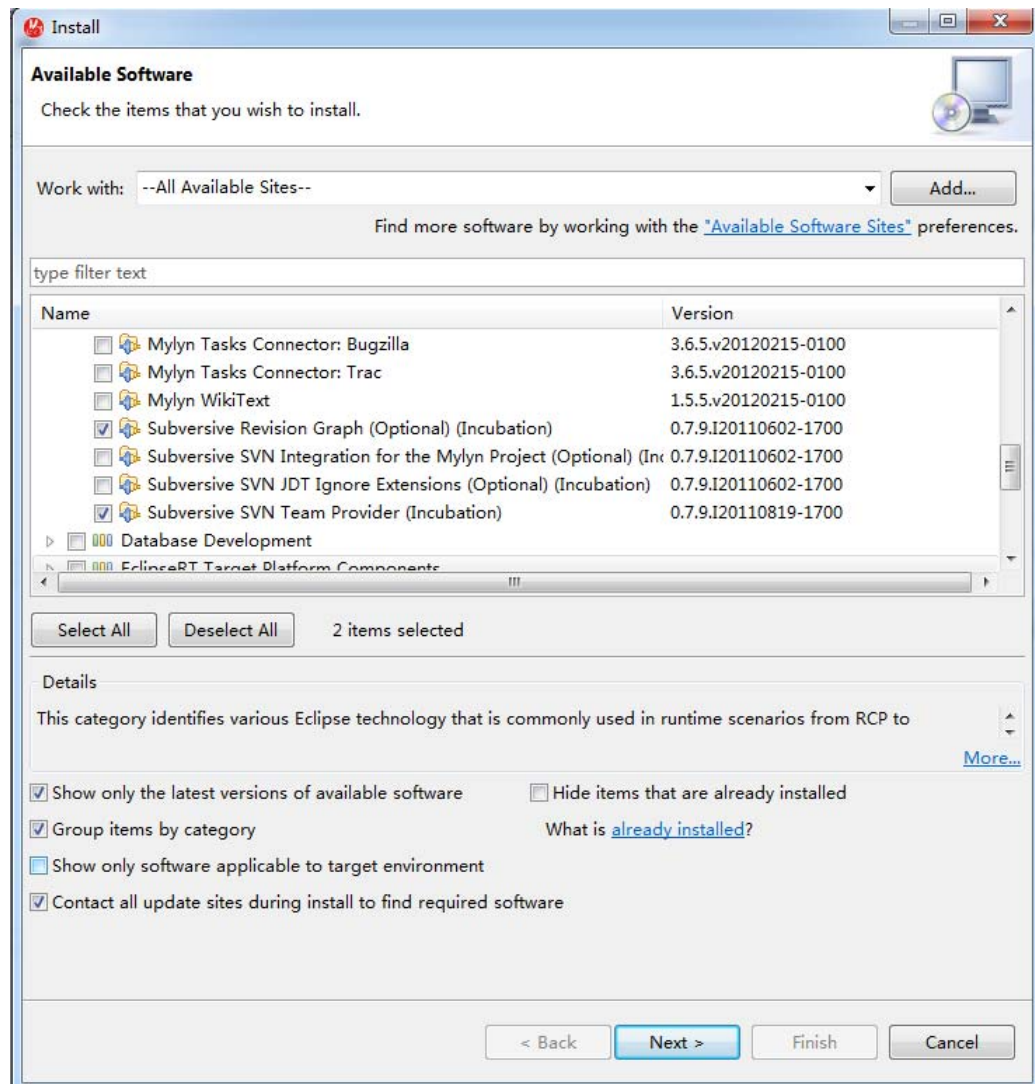 Install
Available Software
Check the items that you wish to install.
Work with: --All Available Sites-- Add...
Find more software by working with the "Available Software Sites" preferences.
type filter text
Name Version
Mylyn Tasks Connector: Bugzilla 3.6.5.v20120215-0100
Mylyn Tasks Connector: Trac 3.6.5.v20120215-0100
Mylyn WikiText 1.5.5.v20120215-0100
Subversive Revision Graph (Optional) (Incubation) 0.7.9.I20110602-1700
Subversive SVN Integration for the Mylyn Project (Optional) (Inc 0.7.9.I20110602-1700
Subversive SVN JDT Ignore Extensions (Optional) (Incubation) 0.7.9.I20110602-1700
Subversive SVN Team Provider (Incubation) 0.7.9.I20110819-1700
Database Development
EclipseRT Target Platform Components
Select All Deselect All 2 items selected
Details
This category identifies various Eclipse technology that is commonly used in runtime scenarios from RCP to
More...
Show only the latest versions of available software Hide items that are already installed
Group items by category What is already installed?
Show only software applicable to target environment
Contact all update sites during install to find required software
< Back Next > Finish Cancel